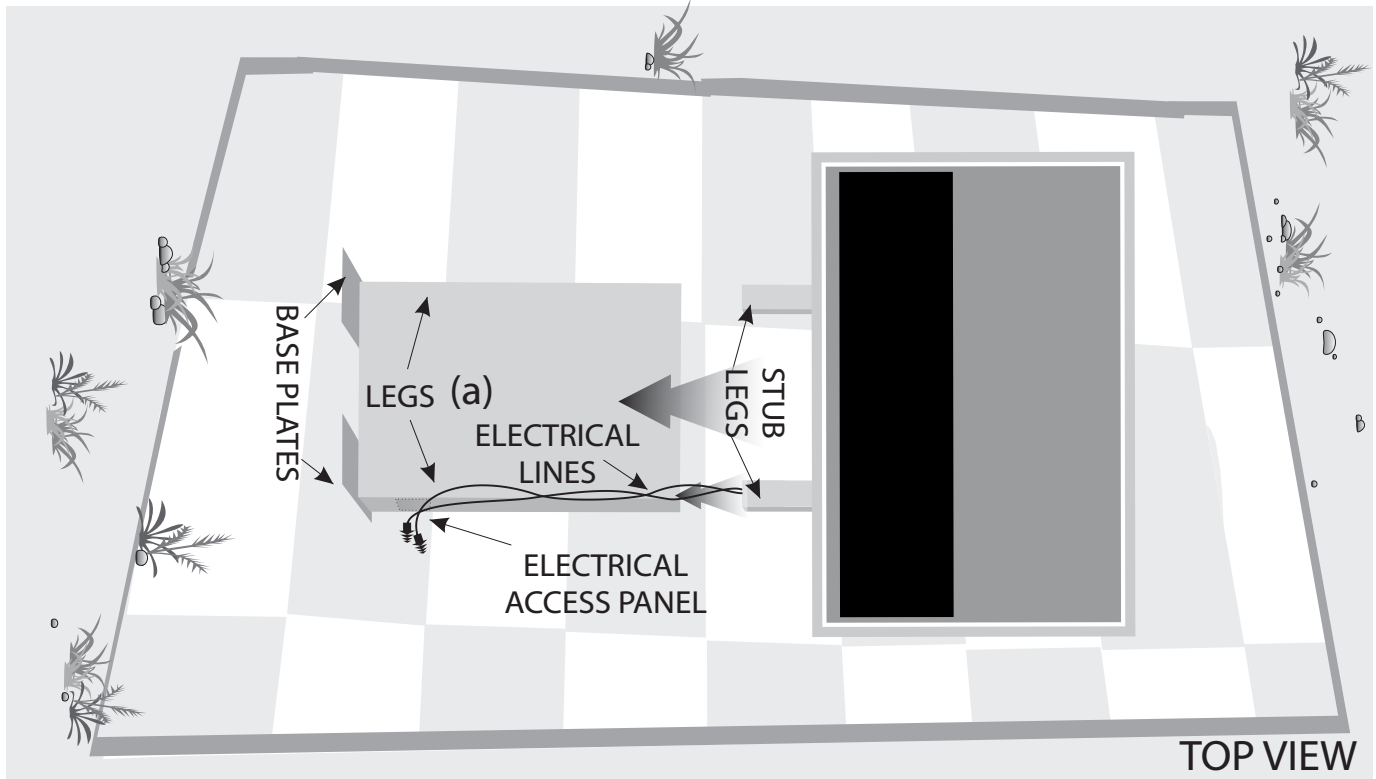 BASE PLATES
LEGS (a)
ELECTRICAL
LINES
STUB
LEGS
ELECTRICAL
ACCESS PANEL
TOP VIEW